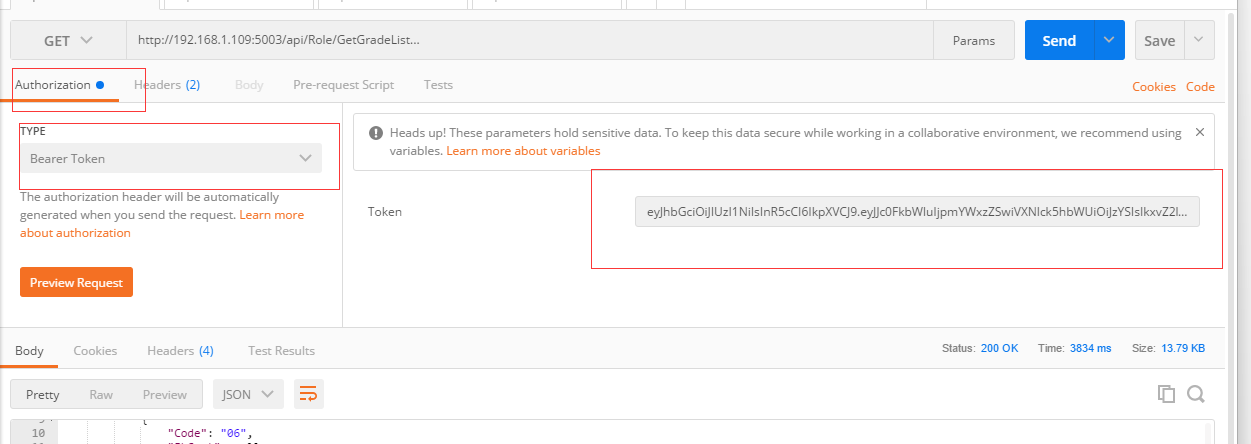 GET
http://192.168.1.109:5003/api/Role/GetGradeList...
Params
Send
Save
Authorization
Headers (2)
Body
Pre-request Script
Tests
Cookies
Code
TYPE
Bearer Token
The authorization header will be automatically
generated when you send the request. Learn more
about authorization
Preview Request
Heads up! These parameters hold sensitive data. To keep this data secure while working in a collaborative environment, we recommend using
variables. Learn more about variables
Token
eyJhbGciOiJIUzI1NiIsInR5cCI6IkpXVCJ9.eyJJc0FkbWluIjpmYWxzZSwiVXNlck5hbWUiOiJzYSIsIkxvZ2l...
Body
Cookies
Headers (4)
Test Results
Status: 200 OK
Time: 3834 ms
Size: 13.79 KB
Pretty
Raw
Preview
JSON
10
{
"Code": "06",